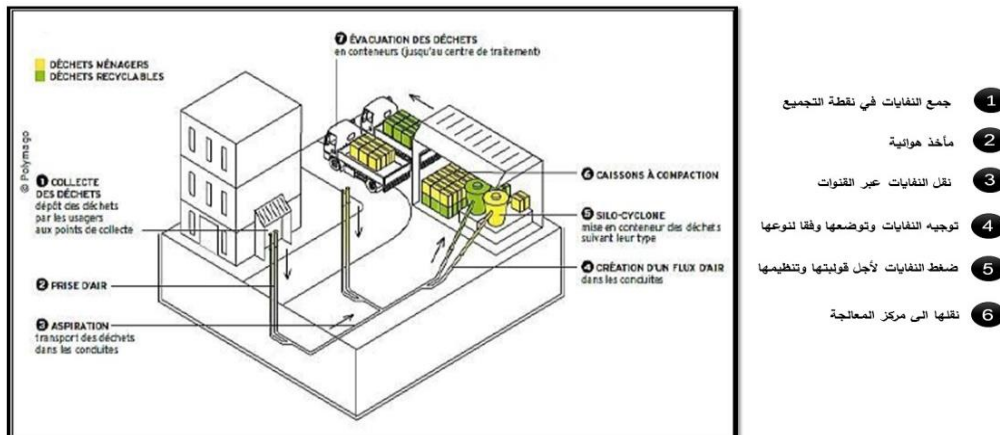 7 ÉVACUATION DES DÉCHETS
en conteneurs (jusqu'au centre de traitement)
DÉCHETS MÉNAGERS
DÉCHETS RECYCLABLES
© Polymago
1 COLLECTE
DES DÉCHETS
dépôt des déchets
par les usagers
aux points de collecte
2 PRISE D'AIR
3 ASPIRATION
transport des déchets
dans les conduites
6 CAISSONS À COMPACTION
5 SILO-CYCLONE
mise en conteneur des déchets
suivant leur type
4 CRÉATION D'UN FLUX D'AIR
dans les conduites
1 جمع النفايات في نقطة التجميع
2 مأخذ هوائية
3 نقل النفايات عبر القنوات
4 توجيه النفايات وتوضعها وفقا لنوعها
5 ضغط النفايات لأجل قولبتها وتنظيمها
6 نقلها الى مركز المعالجة